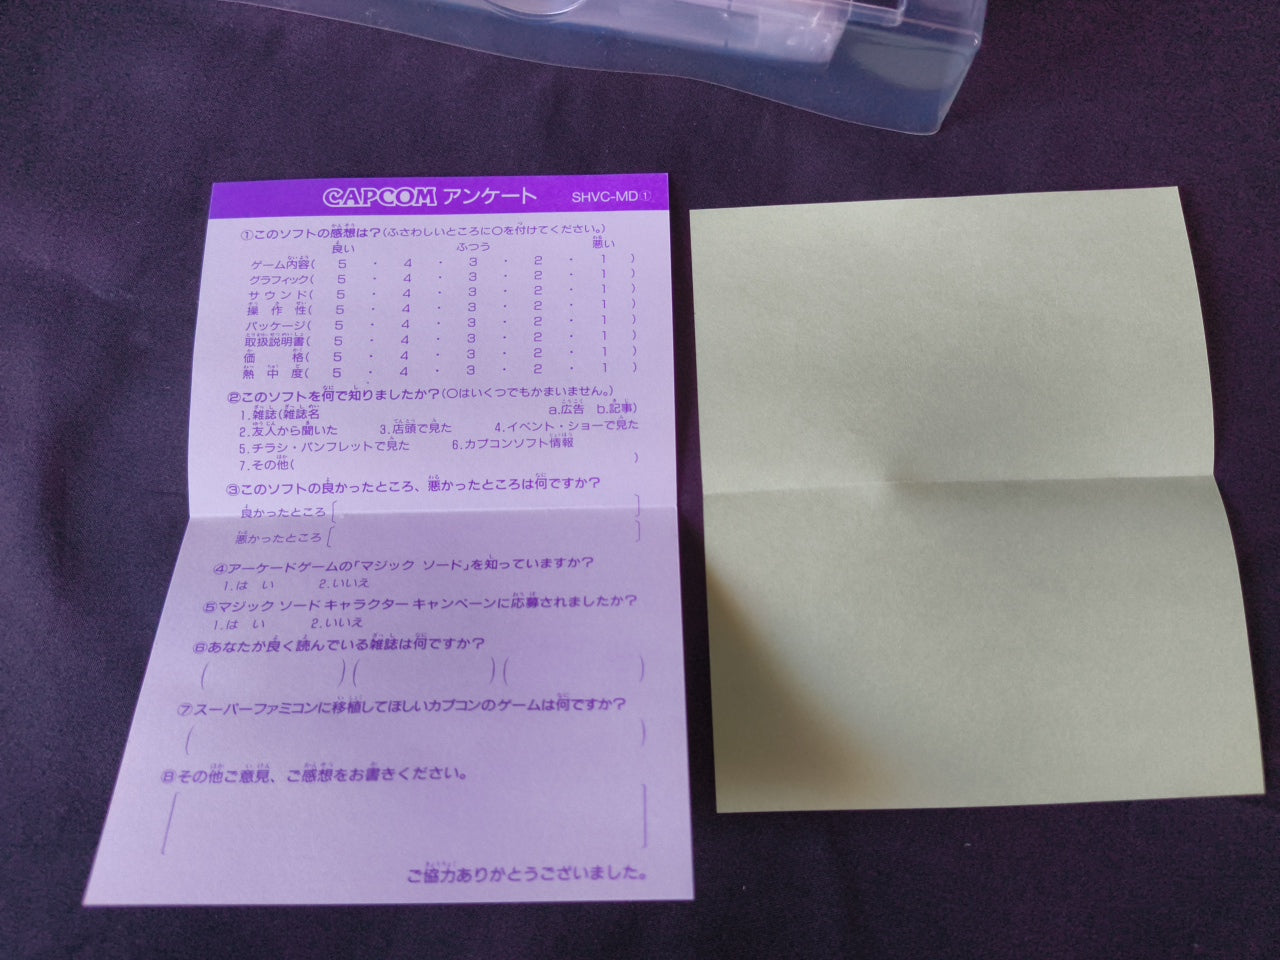 CAPCOM アンケート SHVC-MD①
①このソフトの感想は？(ふさわしいところに○を付けてください。)
良い ふつう 悪い
ゲーム内容( 5 ・ 4 ・ 3 ・ 2 ・ 1 )
グラフィック( 5 ・ 4 ・ 3 ・ 2 ・ 1 )
サウンド( 5 ・ 4 ・ 3 ・ 2 ・ 1 )
操作性( 5 ・ 4 ・ 3 ・ 2 ・ 1 )
パッケージ( 5 ・ 4 ・ 3 ・ 2 ・ 1 )
取扱説明書( 5 ・ 4 ・ 3 ・ 2 ・ 1 )
価格( 5 ・ 4 ・ 3 ・ 2 ・ 1 )
熱中度( 5 ・ 4 ・ 3 ・ 2 ・ 1 )
②このソフトを何で知りましたか？(○はいくつでもかまいません。)
1.雑誌(雑誌名 a.広告 b.記事)
2.友人から聞いた 3.店頭で見た 4.イベント・ショーで見た
5.チラシ・パンフレットで見た 6.カプコンソフト情報
7.その他( )
③このソフトの良かったところ、悪かったところは何ですか？
良かったところ[ ]
悪かったところ[ ]
④アーケードゲームの「マジック ソード」を知っていますか？
1.はい 2.いいえ
⑤マジック ソード キャラクター キャンペーンに応募されましたか？
1.はい 2.いいえ
⑥あなたが良く読んでいる雑誌は何ですか？
( )( )( )
⑦スーパーファミコンに移植してほしいカプコンのゲームは何ですか？
( )
⑧その他ご意見、ご感想をお書きください。
[ ]
ご協力ありがとうございました。